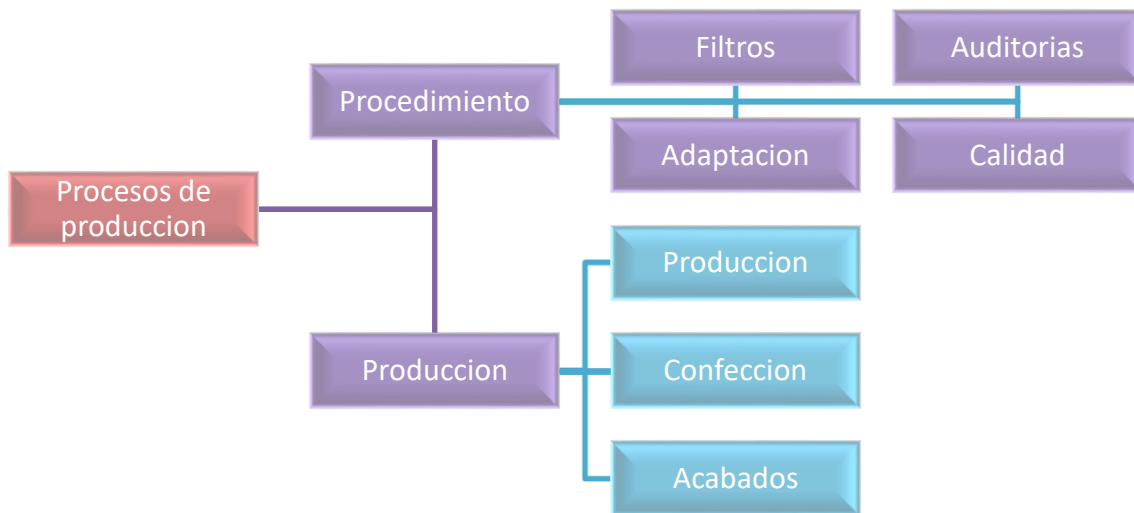 Procesos de
produccion
Procedimiento
Filtros
Auditorias
Adaptacion
Calidad
Produccion
Produccion
Confeccion
Acabados